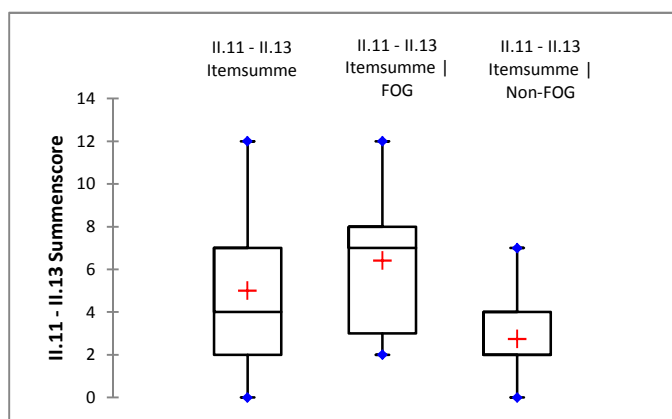 II.11 - II.13
Itemsumme
II.11 - II.13
Itemsumme |
FOG
II.11 - II.13
Itemsumme |
Non-FOG
II.11 - II.13 Summenscore
14
12
10
8
6
4
2
0